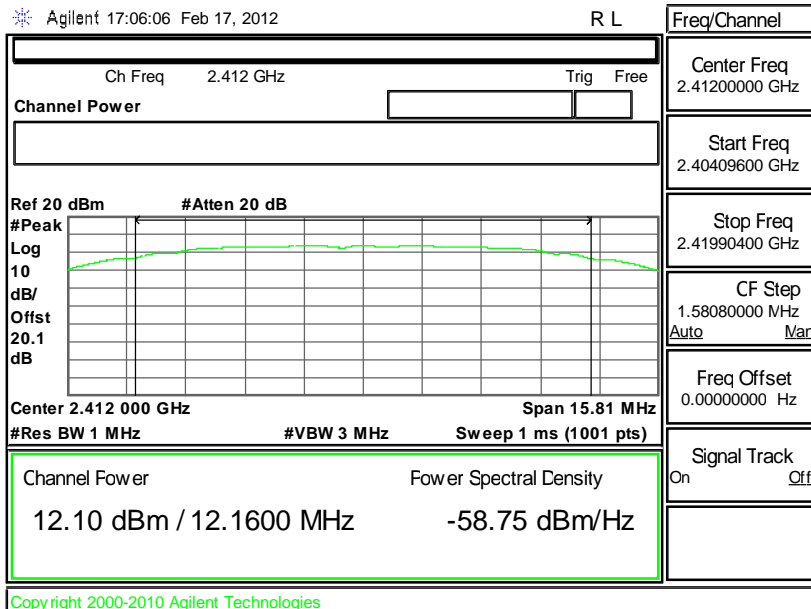 Agilent 17:06:06 Feb 17, 2012 R L
Freq/Channel
Ch Freq 2.412 GHz Trig Free
Channel Power
Center Freq
2.41200000 GHz
Start Freq
2.40409600 GHz
Stop Freq
2.41990400 GHz
CF Step
1.58080000 MHz
Auto Man
Freq Offset
0.00000000 Hz
Signal Track
On Off
Ref 20 dBm #Atten 20 dB
#Peak
Log
10
dB/
Offst
20.1
dB
Center 2.412 000 GHz Span 15.81 MHz
#Res BW 1 MHz #VBW 3 MHz Sweep 1 ms (1001 pts)
Channel Fower Fower Spectral Density
12.10 dBm / 12.1600 MHz -58.75 dBm/Hz
Copyright 2000-2010 Agilent Technologies